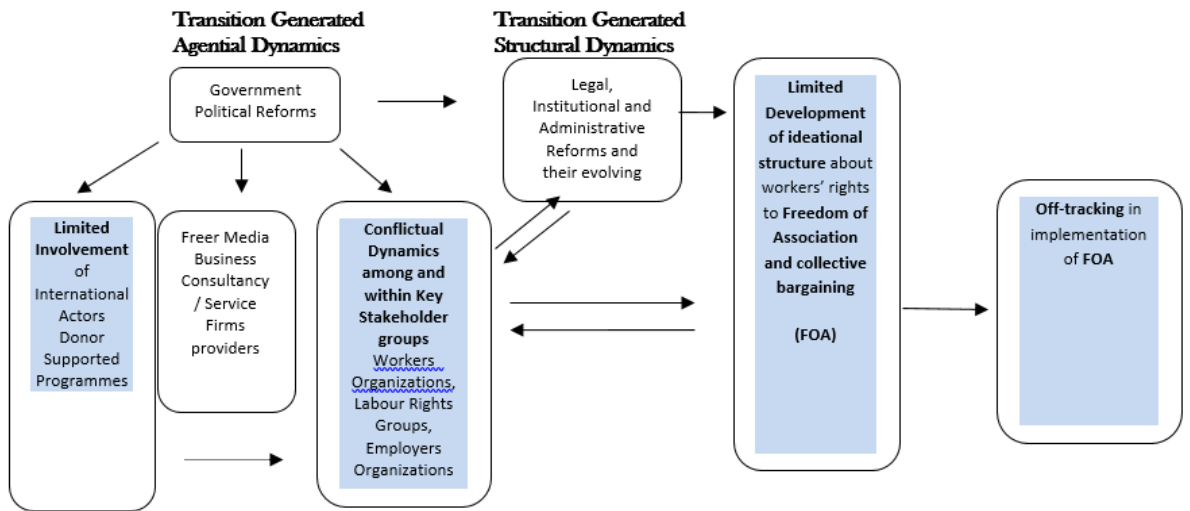 Transition Generated
Agential Dynamics
Transition Generated
Structural Dynamics
Government
Political Reforms
Legal,
Institutional and
Administrative
Reforms and
their evolving
Limited
Involvement of
International
Actors
Donor
Supported
Programmes
Freer Media
Business
Consultancy
/ Service
Firms
providers
Conflictual
Dynamics
among and
within Key
Stakeholder
groups
Workers
Organizations,
Labour Rights
Groups,
Employers
Organizations
Limited
Development
of ideational
structure about
workers’ rights
to Freedom of
Association
and collective
bargaining
(FOA)
Off-tracking in
implementation
of FOA